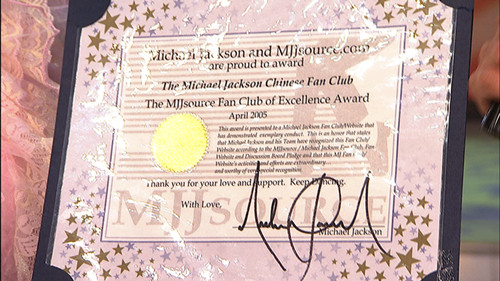 Michael Jackson and MJJsource.com
are proud to award
The Michael Jackson Chinese Fan Club
The MJJsource Fan Club of Excellence Award
April 2005
This award is presented to a Michael Jackson Fan Club/Website that
has demonstrated exemplary conduct. This is an honor that states
that Michael Jackson and his Team have recognized this Fan Club/
Website according to the MJJsource / Michael Jackson Fan Club, Fan
Website and Discussion Board Pledge and that this MJ Fan Club/
Website's activities and efforts are extraordinary
and worthy of special recognition.
Thank you for your love and support. Keep Dancing.
With Love,
MJJSOURCE
Michael Jackson